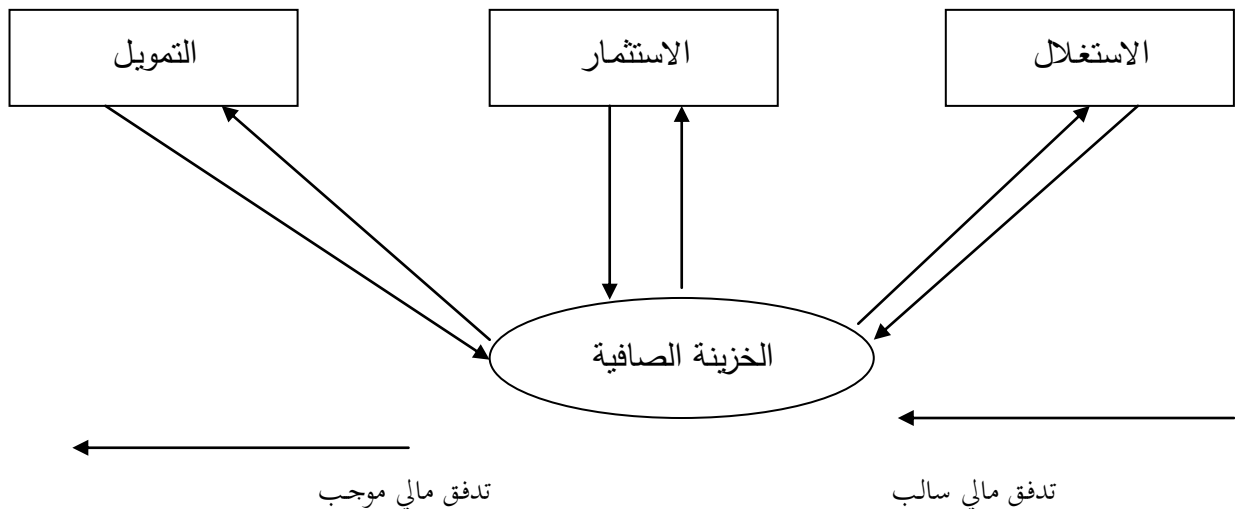 الاستغلال
الاستثمار
التمويل
الخزينة الصافية
تدفق مالي سالب
تدفق مالي موجب